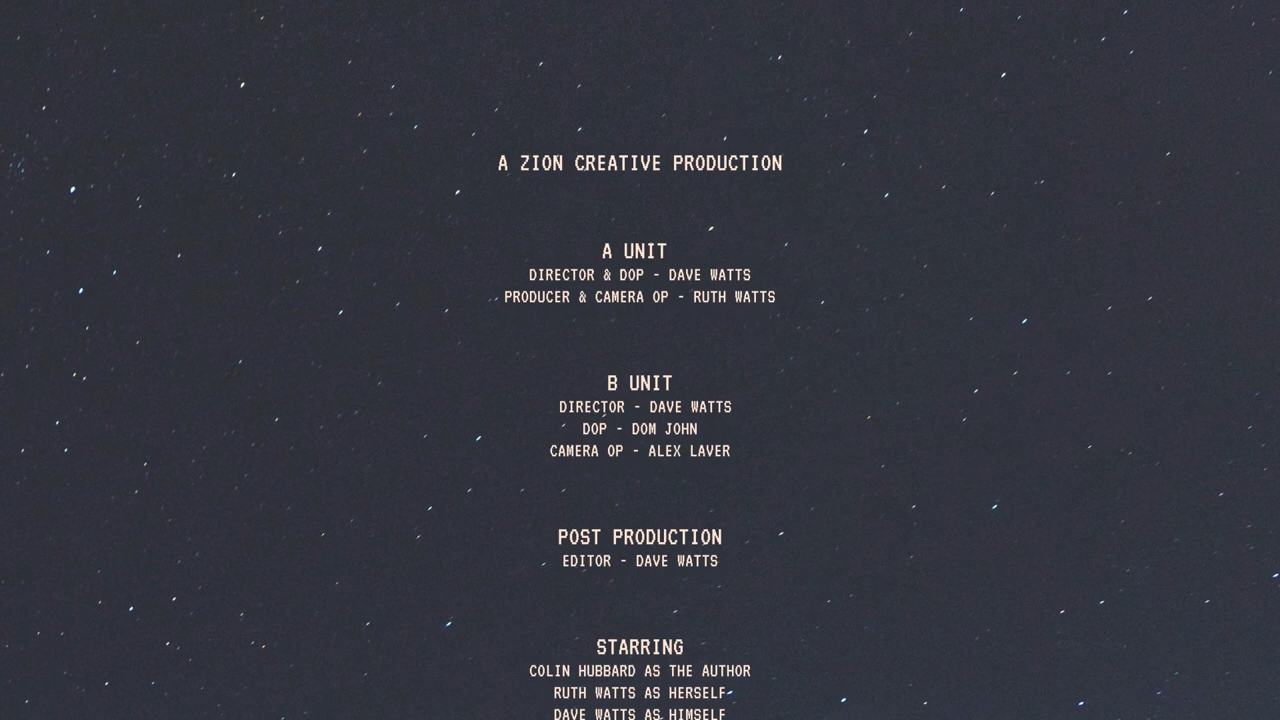 A ZION CREATIVE PRODUCTION
A UNIT
DIRECTOR & DOP - DAVE WATTS
PRODUCER & CAMERA OP - RUTH WATTS
B UNIT
DIRECTOR - DAVE WATTS
DOP - DOM JOHN
CAMERA OP - ALEX LAVER
POST PRODUCTION
EDITOR - DAVE WATTS
STARRING
COLIN HUBBARD AS THE AUTHOR
RUTH WATTS AS HERSELF
DAVE WATTS AS HIMSELF